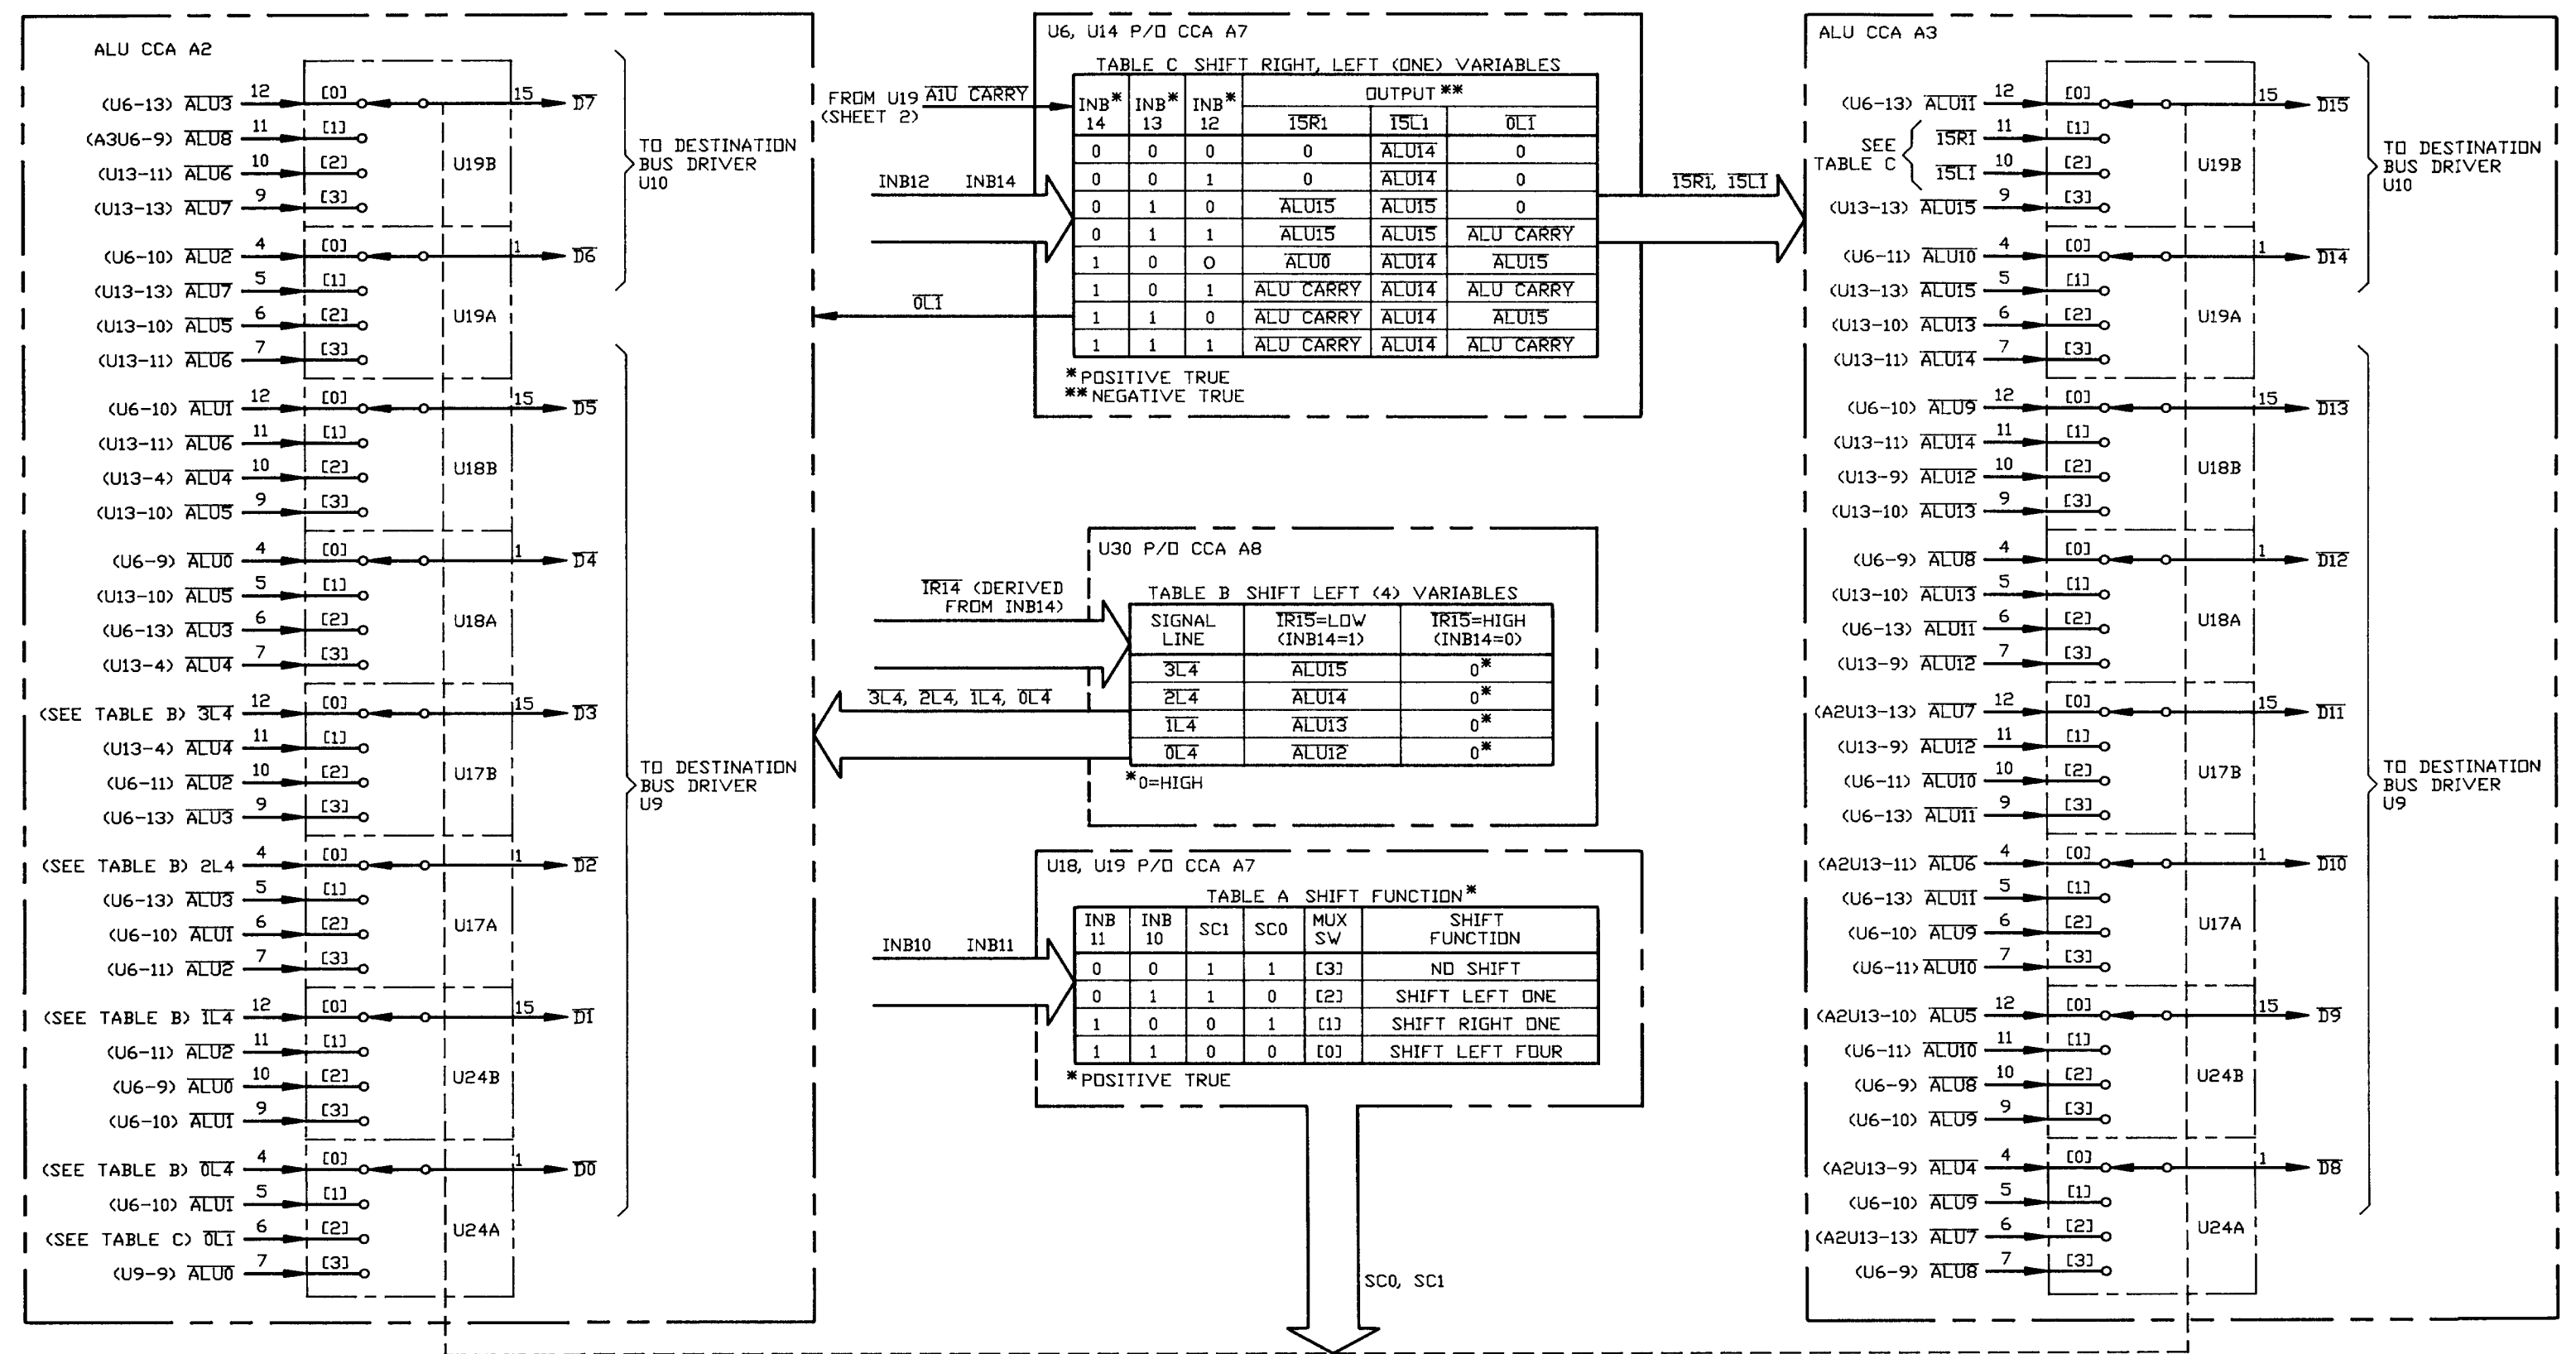 ALU CCA A2
(U6-13) ALU3 12 [0] 15 D7
(A3U6-9) ALU8 11 [1]
(U13-11) ALU6 10 [2] U19B
(U13-13) ALU7 9 [3]
(U6-10) ALU2 4 [0] 1 D6
(U13-13) ALU7 5 [1]
(U13-10) ALU5 6 [2] U19A
(U13-11) ALU6 7 [3]
TO DESTINATION
BUS DRIVER
U10
(U6-10) ALU1 12 [0] 15 D5
(U13-11) ALU6 11 [1]
(U13-4) ALU4 10 [2] U18B
(U13-10) ALU5 9 [3]
(U6-9) ALU0 4 [0] 1 D4
(U13-10) ALU5 5 [1]
(U6-13) ALU3 6 [2] U18A
(U13-4) ALU4 7 [3]
(SEE TABLE B) 3L4 12 [0] 15 D3
(U13-4) ALU4 11 [1]
(U6-11) ALU2 10 [2] U17B
(U6-13) ALU3 9 [3]
TO DESTINATION
BUS DRIVER
U9
(SEE TABLE B) 2L4 4 [0] 1 D2
(U6-13) ALU3 5 [1]
(U6-10) ALU1 6 [2] U17A
(U6-11) ALU2 7 [3]
(SEE TABLE B) 1L4 12 [0] 15 D1
(U6-11) ALU2 11 [1]
(U6-9) ALU0 10 [2] U24B
(U6-10) ALU1 9 [3]
(SEE TABLE B) 0L4 4 [0] 1 D0
(U6-10) ALU1 5 [1]
(SEE TABLE C) 0L1 6 [2] U24A
(U9-9) ALU0 7 [3]
U6, U14 P/O CCA A7
TABLE C SHIFT RIGHT, LEFT (ONE) VARIABLES
FROM U19 A1U CARRY
(SHEET 2)
INB* INB* INB* OUTPUT **
14 13 12 15R1 15L1 0L1
0 0 0 0 ALU14 0
0 0 1 0 ALU14 0
0 1 0 ALU15 ALU15 0
0 1 1 ALU15 ALU15 ALU CARRY
1 0 0 ALU0 ALU14 ALU15
1 0 1 ALU CARRY ALU14 ALU CARRY
1 1 0 ALU CARRY ALU14 ALU15
1 1 1 ALU CARRY ALU14 ALU CARRY
* POSITIVE TRUE
** NEGATIVE TRUE
INB12 INB14
0L1
15R1, 15L1
U30 P/O CCA A8
IR14 (DERIVED
FROM INB14)
TABLE B SHIFT LEFT (4) VARIABLES
SIGNAL IR15=LOW IR15=HIGH
LINE (INB14=1) (INB14=0)
3L4 ALU15 0*
2L4 ALU14 0*
1L4 ALU13 0*
0L4 ALU12 0*
*0=HIGH
3L4, 2L4, 1L4, 0L4
U18, U19 P/O CCA A7
TABLE A SHIFT FUNCTION*
INB INB SC1 SC0 MUX SHIFT
11 10 SW FUNCTION
0 0 1 1 [3] NO SHIFT
0 1 1 0 [2] SHIFT LEFT ONE
1 0 0 1 [1] SHIFT RIGHT ONE
1 1 0 0 [0] SHIFT LEFT FOUR
*POSITIVE TRUE
INB10 INB11
SC0, SC1
ALU CCA A3
(U6-13) ALU11 12 [0] 15 D15
SEE
TABLE C
15R1 11 [1]
15L1 10 [2] U19B
(U13-13) ALU15 9 [3]
(U6-11) ALU10 4 [0] 1 D14
(U13-13) ALU15 5 [1]
(U13-10) ALU13 6 [2] U19A
(U13-11) ALU14 7 [3]
TO DESTINATION
BUS DRIVER
U10
(U6-10) ALU9 12 [0] 15 D13
(U13-11) ALU14 11 [1]
(U13-9) ALU12 10 [2] U18B
(U13-10) ALU13 9 [3]
(U6-9) ALU8 4 [0] 1 D12
(U13-10) ALU13 5 [1]
(U6-13) ALU11 6 [2] U18A
(U13-9) ALU12 7 [3]
(A2U13-13) ALU7 12 [0] 15 D11
(U13-9) ALU12 11 [1]
(U6-11) ALU10 10 [2] U17B
(U6-13) ALU11 9 [3]
TO DESTINATION
BUS DRIVER
U9
(A2U13-11) ALU6 4 [0] 1 D10
(U6-13) ALU11 5 [1]
(U6-10) ALU9 6 [2] U17A
(U6-11) ALU10 7 [3]
(A2U13-10) ALU5 12 [0] 15 D9
(U6-11) ALU10 11 [1]
(U6-9) ALU8 10 [2] U24B
(U6-10) ALU9 9 [3]
(A2U13-9) ALU4 4 [0] 1 D8
(U6-10) ALU9 5 [1]
(A2U13-13) ALU7 6 [2] U24A
(U6-9) ALU8 7 [3]